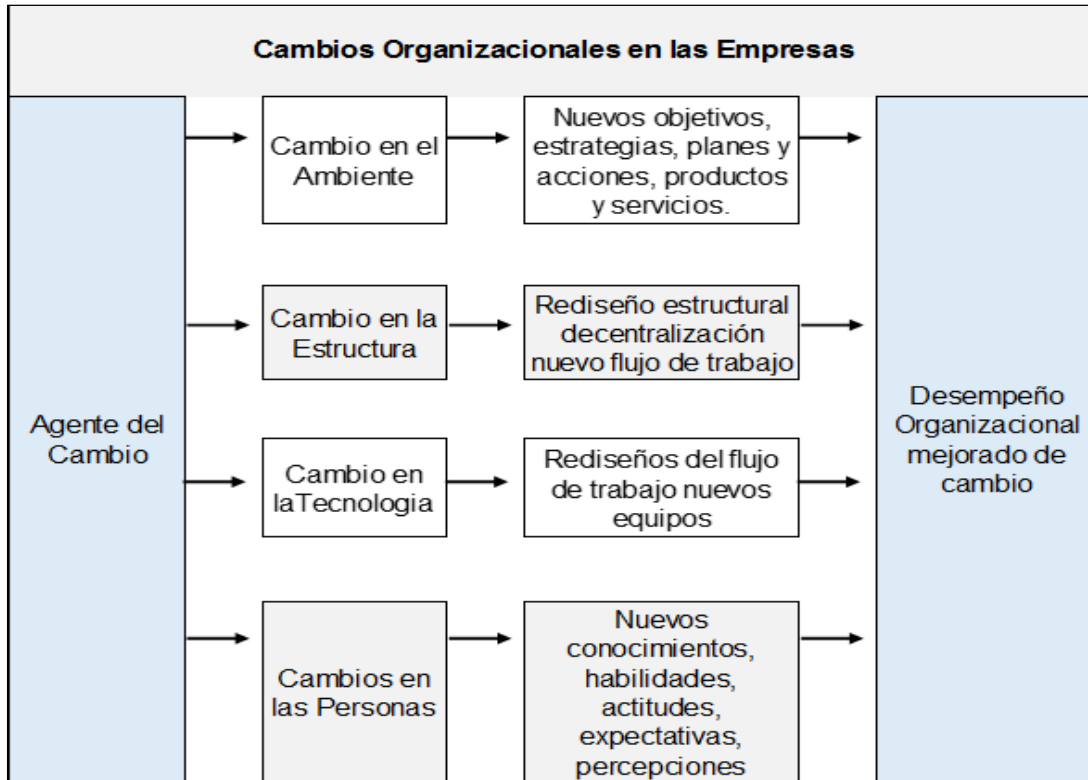 Cambios Organizacionales en las Empresas
Agente del
Cambio
Cambio en el
Ambiente
Nuevos objetivos,
estrategias, planes y
acciones, productos
y servicios.
Cambio en la
Estructura
Rediseño estructural
decentralización
nuevo flujo de trabajo
Cambio en
laTecnologia
Rediseños del flujo
de trabajo nuevos
equipos
Cambios en
las Personas
Nuevos
conocimientos,
habilidades,
actitudes,
expectativas,
percepciones
Desempeño
Organizacional
mejorado de
cambio